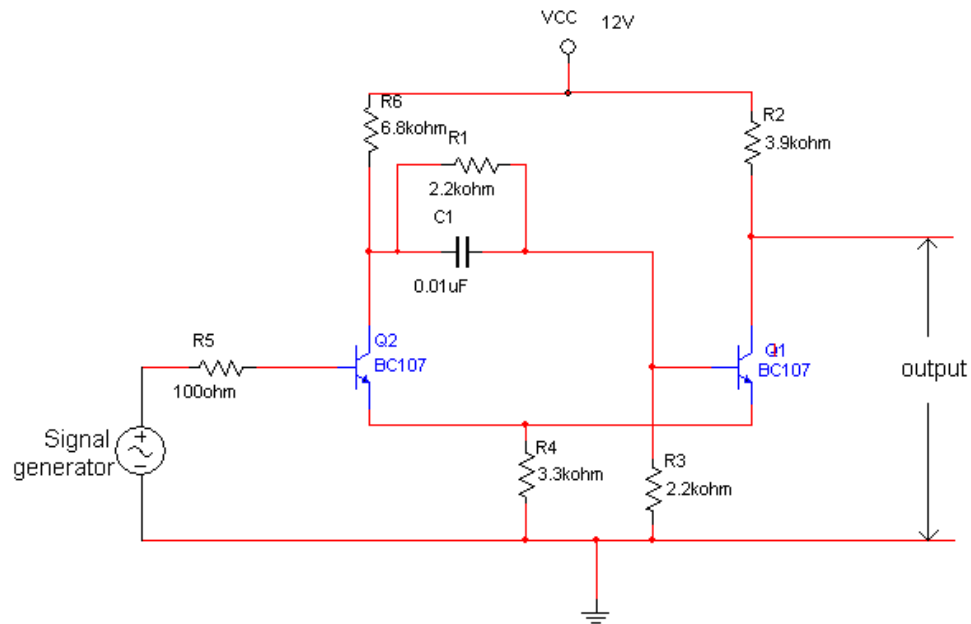 VCC 12V
R6
6.8kohm
R1
2.2kohm
R2
3.9kohm
C1
0.01uF
R5
100ohm
Q2
BC107
Q1
BC107
output
Signal
generator
R4
3.3kohm
R3
2.2kohm